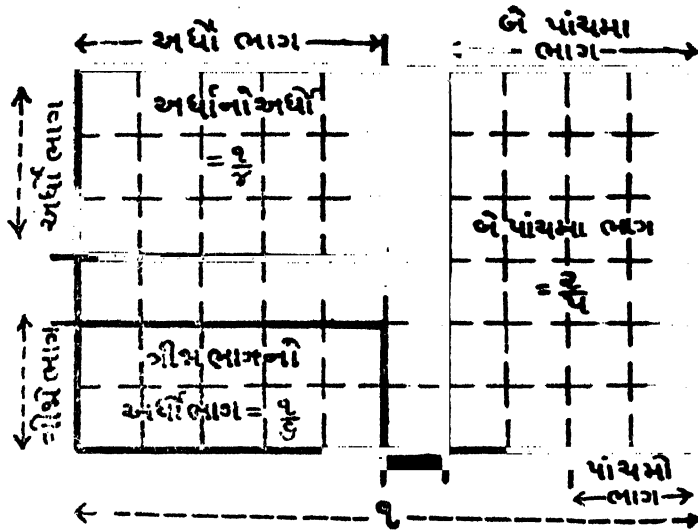 અર્ધો ભાગ
બે પાંચમા
ભાગ
અર્ધાનો અર્ધો
= ૧/૪
અર્ધો ભાગ
બે પાંચમા ભાગ
= ૨/૫
ત્રીજો ભાગ
ત્રીજા ભાગનો
અર્ધો ભાગ = ૧/૬
પાંચમો
ભાગ
૧